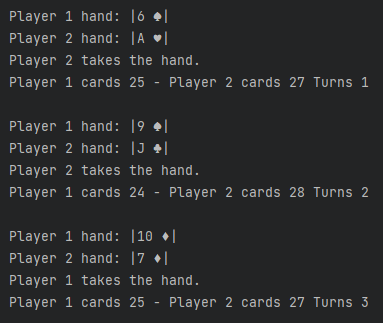 Player 1 hand: |6 ♠|
Player 2 hand: |A ♥|
Player 2 takes the hand.
Player 1 cards 25 - Player 2 cards 27 Turns 1

Player 1 hand: |9 ♠|
Player 2 hand: |J ♣|
Player 2 takes the hand.
Player 1 cards 24 - Player 2 cards 28 Turns 2

Player 1 hand: |10 ♦|
Player 2 hand: |7 ♦|
Player 1 takes the hand.
Player 1 cards 25 - Player 2 cards 27 Turns 3